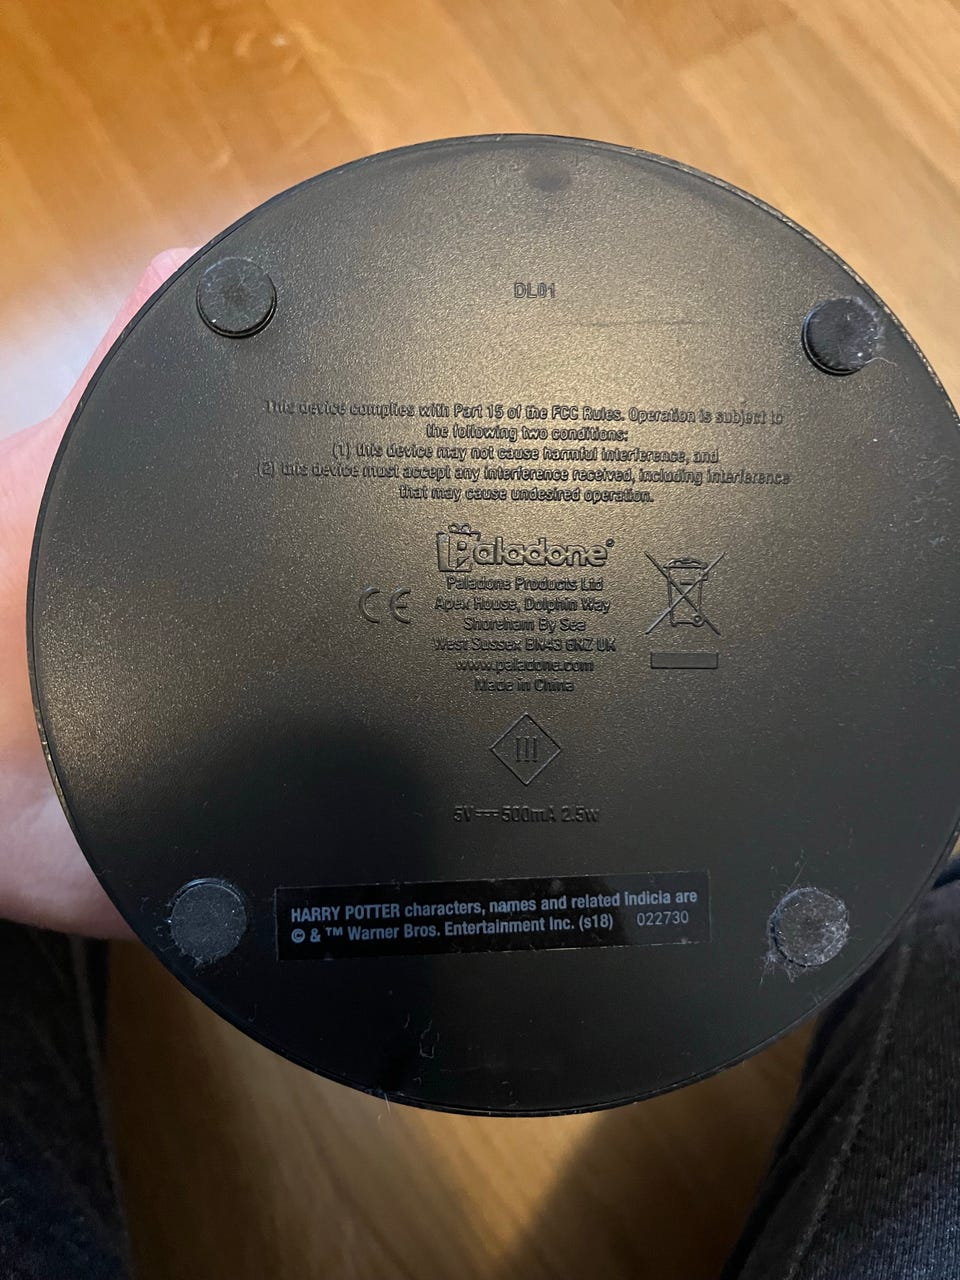 DL01
This device complies with Part 15 of the FCC Rules. Operation is subject to
the following two conditions:
(1) this device may not cause harmful interference, and
(2) this device must accept any interference received, including interference
that may cause undesired operation.
Paladone®
Paladone Products Ltd
Apex House, Dolphin Way
Shoreham By Sea
West Sussex BN43 6NZ UK
www.paladone.com
Made in China
CE
III
5V⎓500mA 2.5w
HARRY POTTER characters, names and related indicia are
© & ™ Warner Bros. Entertainment Inc. (s18) 022730